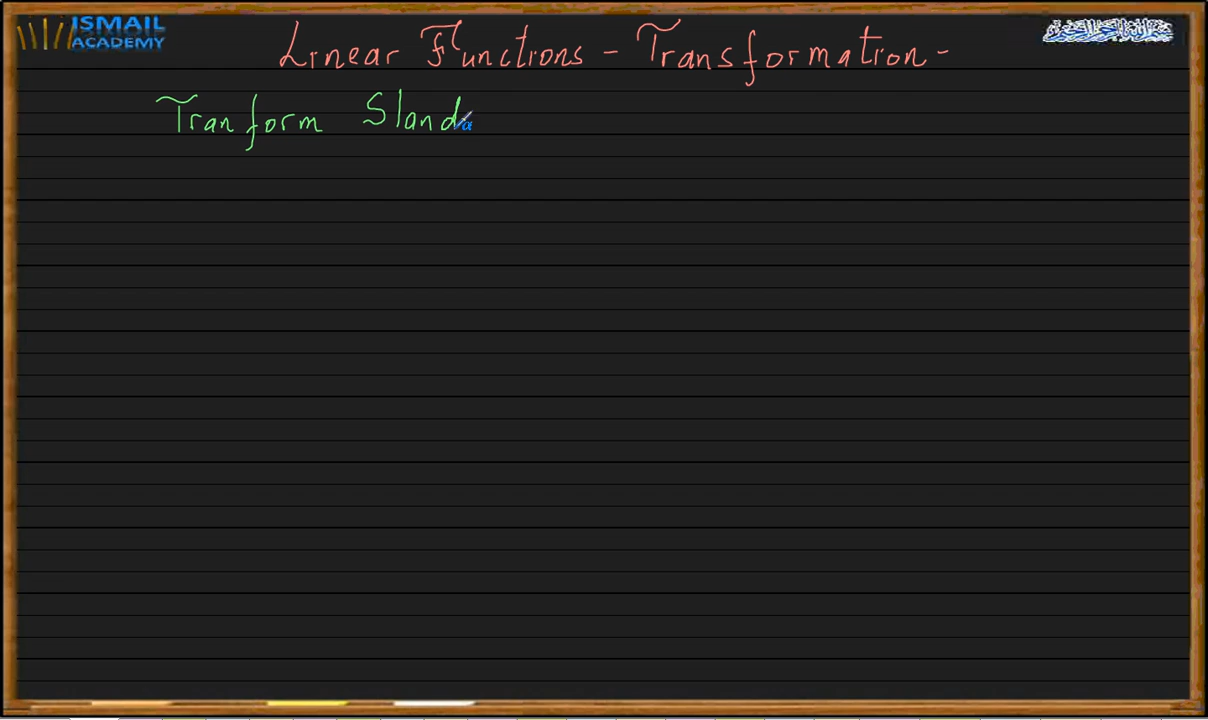 ISMAIL
ACADEMY
Linear Functions - Transformation -
Tranform Standa